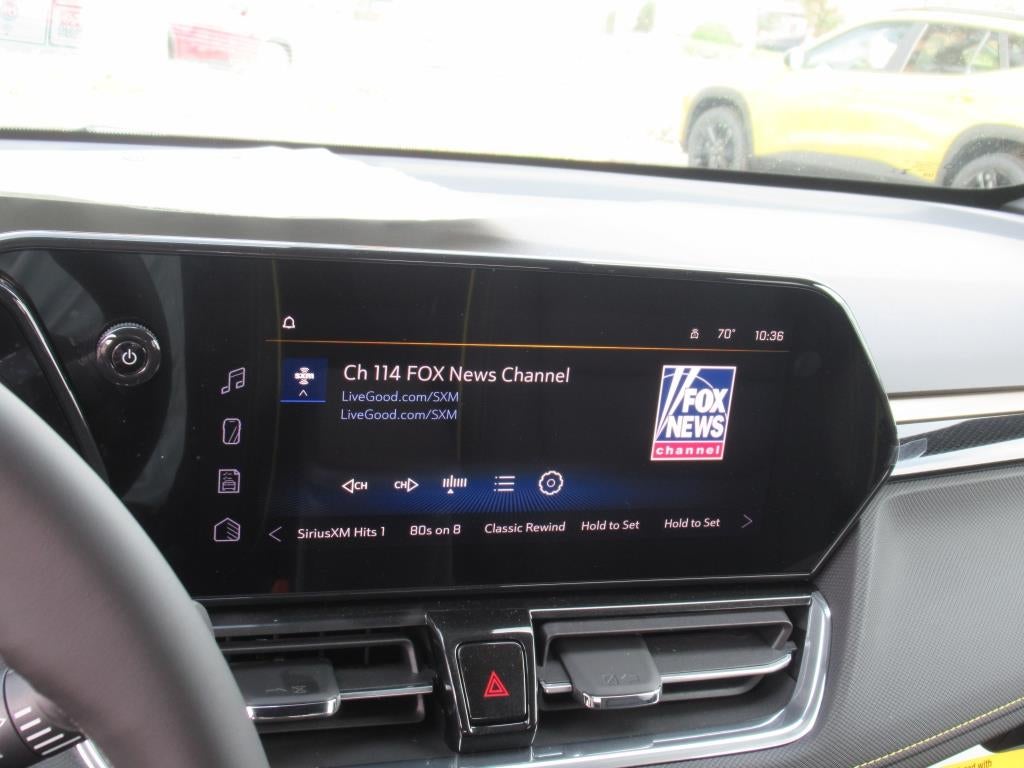 70° 10:36
sxm
Ch 114 FOX News Channel
LiveGood.com/SXM
LiveGood.com/SXM
FOX
NEWS
channel
CH CH
SiriusXM Hits 1 80s on 8 Classic Rewind Hold to Set Hold to Set